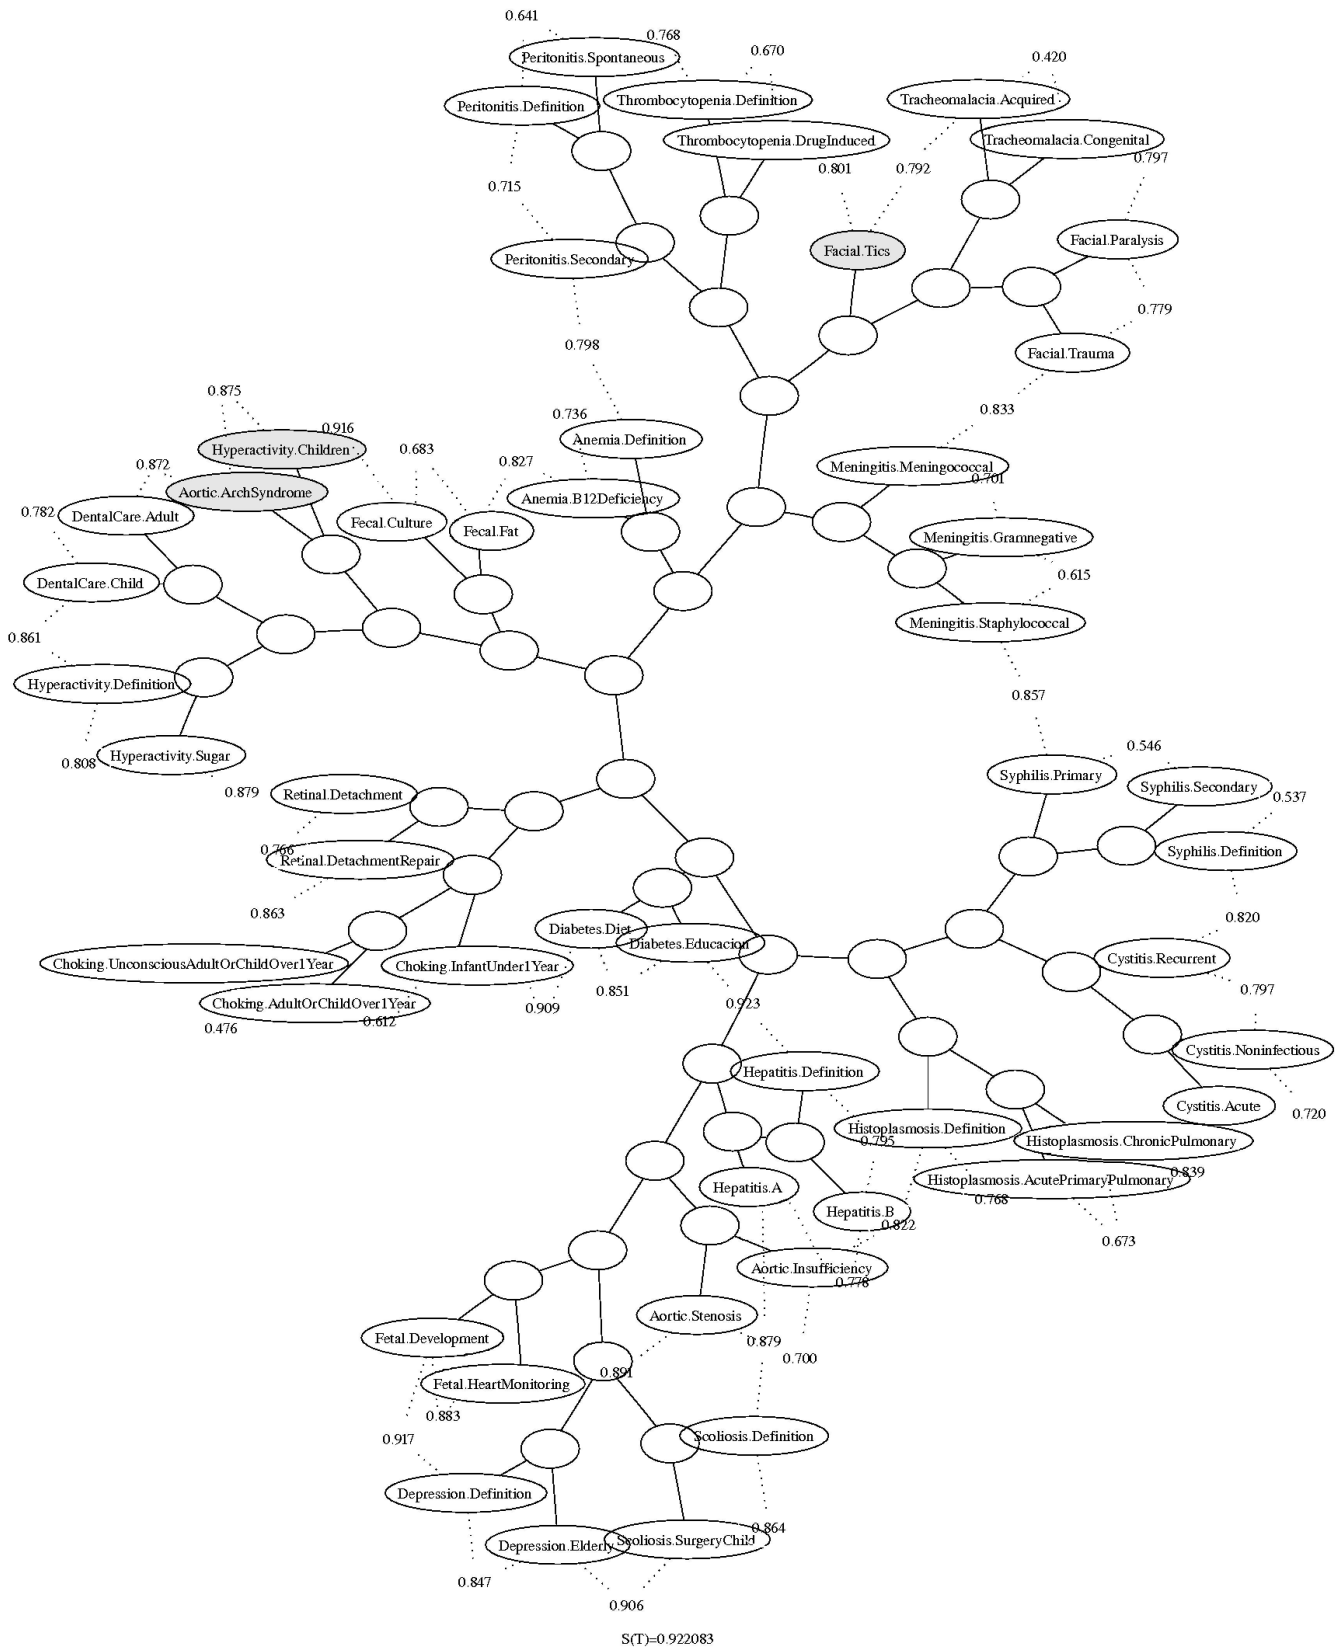 0.641
0.768
Peritonitis.Spontaneous
0.670
0.420
Peritonitis.Definition
Thrombocytopenia.Definition
Tracheomalacia.Acquired
Thrombocytopenia.DrugInduced
Tracheomalacia.Congenital
0.797
0.715
0.801
0.792
Peritonitis.Secondary
Facial.Tics
Facial.Paralysis
0.779
0.798
Facial.Trauma
0.875
0.833
0.916
0.736
Hyperactivity.Children
0.683
Anemia.Definition
0.872
0.827
Meningitis.Meningococcal
0.701
Aortic.ArchSyndrome
Anemia.B12Deficiency
0.782
DentalCare.Adult
Fecal.Culture
Fecal.Fat
Meningitis.Gramnegative
DentalCare.Child
0.615
0.861
Meningitis.Staphylococcal
Hyperactivity.Definition
0.857
0.808
Hyperactivity.Sugar
0.546
0.879
Retinal.Detachment
Syphilis.Primary
Syphilis.Secondary
0.537
0.766
Retinal.DetachmentRepair
Syphilis.Definition
0.863
Diabetes.Diet
0.820
Diabetes.Educacion
Choking.UnconsciousAdultOrChildOver1Year
Choking.InfantUnder1Year
Cystitis.Recurrent
0.851
0.797
Choking.AdultOrChildOver1Year
0.909
0.923
0.476
0.612
Cystitis.Noninfectious
Hepatitis.Definition
Cystitis.Acute
0.720
Histoplasmosis.Definition
0.795
Histoplasmosis.ChronicPulmonary
0.839
Histoplasmosis.AcutePrimaryPulmonary
Hepatitis.A
0.768
Hepatitis.B
0.822
0.673
Aortic.Insufficiency
0.778
Aortic.Stenosis
Fetal.Development
0.879
0.700
0.891
Fetal.HeartMonitoring
0.883
0.917
Scoliosis.Definition
Depression.Definition
0.864
Depression.Elderly
Scoliosis.SurgeryChild
0.847
0.906
S(T)=0.922083